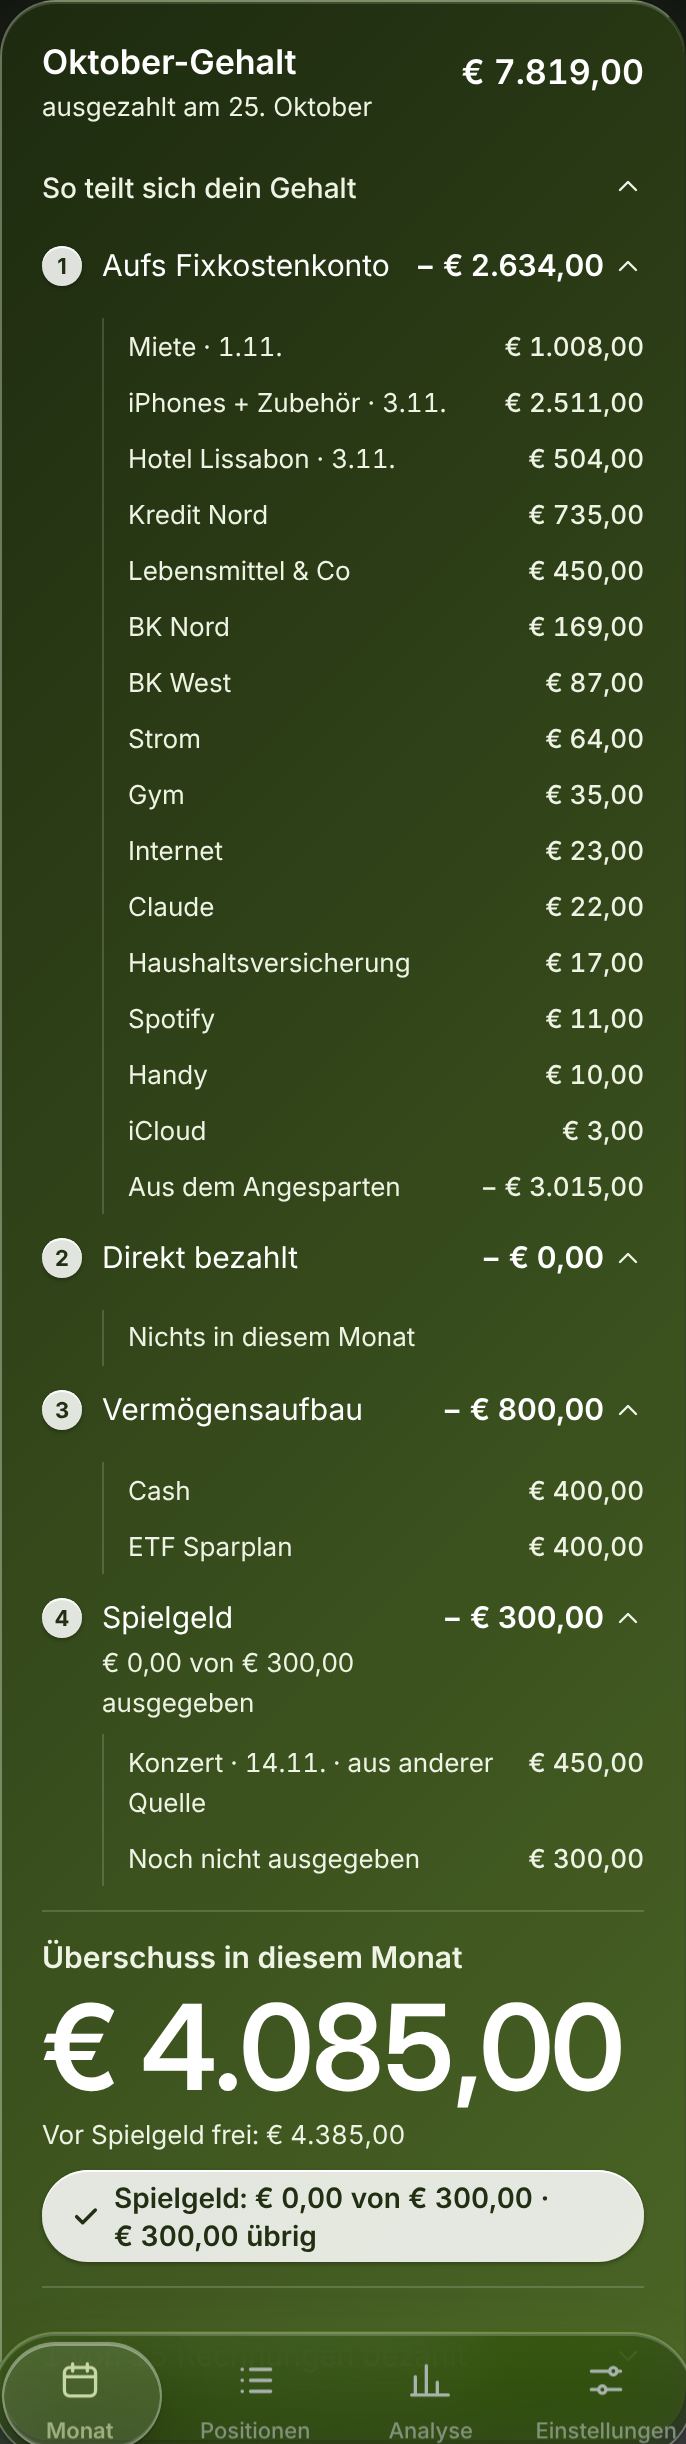 Oktober-Gehalt
€ 7.819,00
ausgezahlt am 25. Oktober
So teilt sich dein Gehalt
1 Aufs Fixkostenkonto – € 2.634,00
Miete · 1.11. € 1.008,00
iPhones + Zubehör · 3.11. € 2.511,00
Hotel Lissabon · 3.11. € 504,00
Kredit Nord € 735,00
Lebensmittel & Co € 450,00
BK Nord € 169,00
BK West € 87,00
Strom € 64,00
Gym € 35,00
Internet € 23,00
Claude € 22,00
Haushaltsversicherung € 17,00
Spotify € 11,00
Handy € 10,00
iCloud € 3,00
Aus dem Angesparten – € 3.015,00
2 Direkt bezahlt – € 0,00
Nichts in diesem Monat
3 Vermögensaufbau – € 800,00
Cash € 400,00
ETF Sparplan € 400,00
4 Spielgeld – € 300,00
€ 0,00 von € 300,00
ausgegeben
Konzert · 14.11. · aus anderer € 450,00
Quelle
Noch nicht ausgegeben € 300,00
Überschuss in diesem Monat
€ 4.085,00
Vor Spielgeld frei: € 4.385,00
Spielgeld: € 0,00 von € 300,00 ·
€ 300,00 übrig
Rechnungen bezahlt
Monat Positionen Analyse Einstellungen